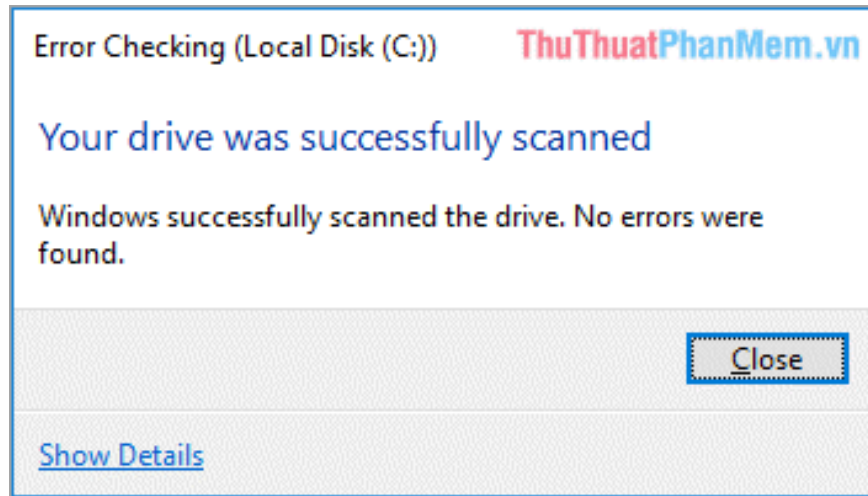 Error Checking (Local Disk (C:))
ThuThuatPhanMem.vn
Your drive was successfully scanned
Windows successfully scanned the drive. No errors were
found.
Close
Show Details